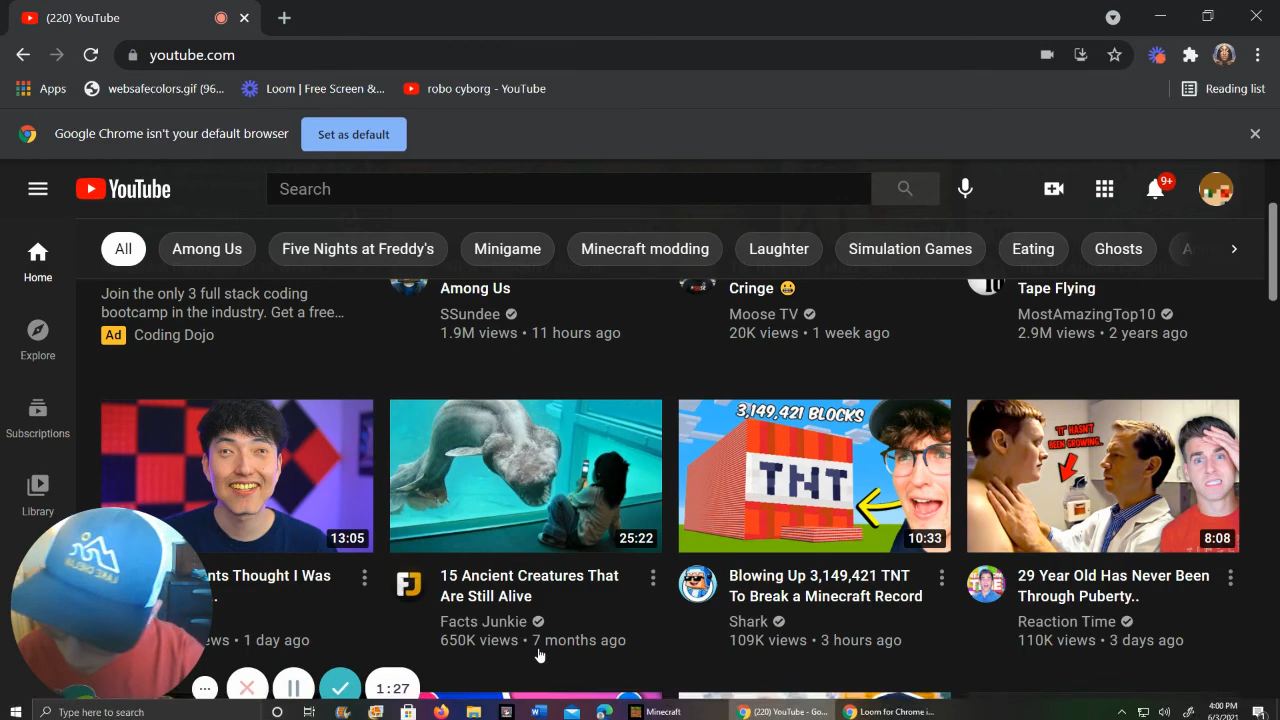 (220) YouTube
youtube.com
Apps
websafecolors.gif (96...
Loom | Free Screen &...
robo cyborg - YouTube
Reading list
Google Chrome isn't your default browser
Set as default
YouTube
Search
9+
All
Among Us
Five Nights at Freddy's
Minigame
Minecraft modding
Laughter
Simulation Games
Eating
Ghosts
Home
Explore
Subscriptions
Library
Join the only 3 full stack coding
bootcamp in the industry. Get a free...
Ad
Coding Dojo
Among Us
SSundee
1.9M views • 11 hours ago
Cringe 😬
Moose TV
20K views • 1 week ago
Tape Flying
MostAmazingTop10
2.9M views • 2 years ago
13:05
25:22
3,149,421 BLOCKS
TNT
10:33
"IT" HASN'T
BEEN GROWING..
8:08
nts Thought I Was
ws • 1 day ago
FJ
15 Ancient Creatures That
Are Still Alive
Facts Junkie
650K views • 7 months ago
Blowing Up 3,149,421 TNT
To Break a Minecraft Record
Shark
109K views • 3 hours ago
29 Year Old Has Never Been
Through Puberty..
Reaction Time
110K views • 3 days ago
1:27
Type here to search
Minecraft
(220) YouTube - Go...
Loom for Chrome i...
4:00 PM
6/3/2021